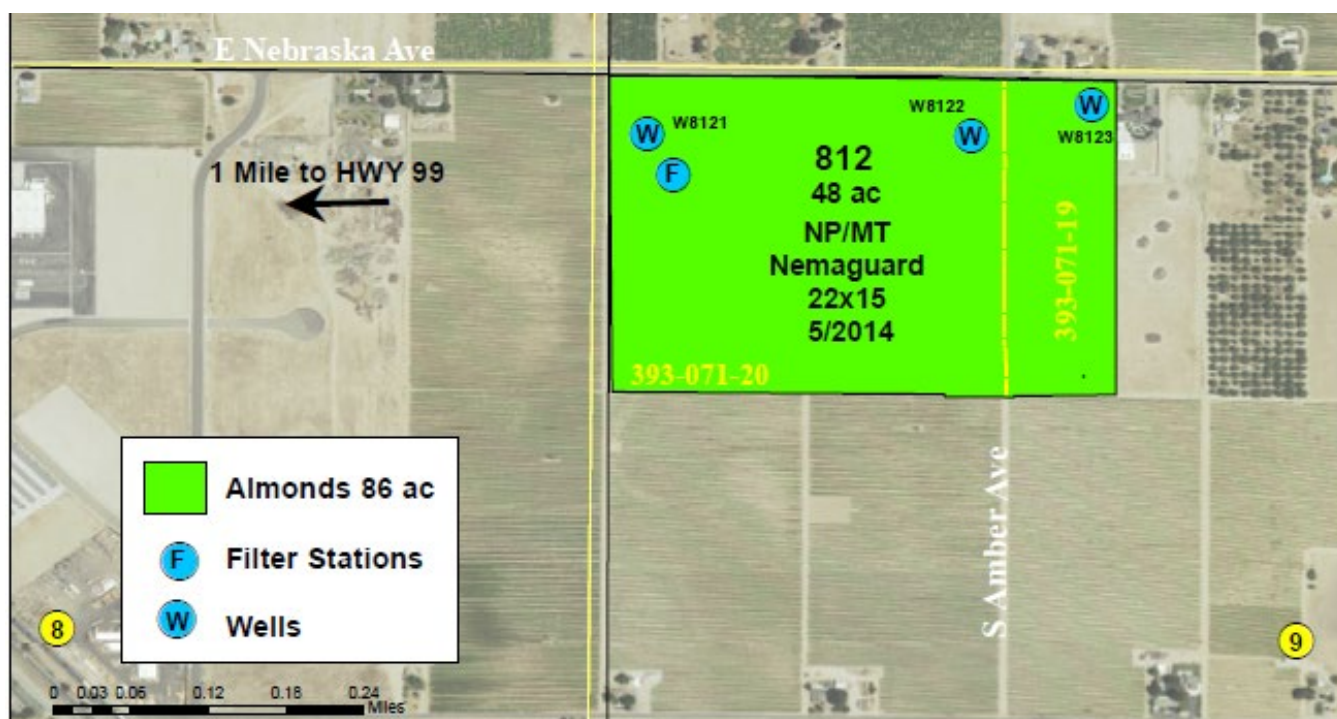 E Nebraska Ave
W W8121
F
W8122
W
W
W8123
1 Mile to HWY 99
812
48 ac
NP/MT
Nemaguard
22x15
5/2014
393-071-19
393-071-20
S Amber Ave
Almonds 86 ac
F Filter Stations
W Wells
8
9
0 0.03 0.06 0.12 0.18 0.24
Miles